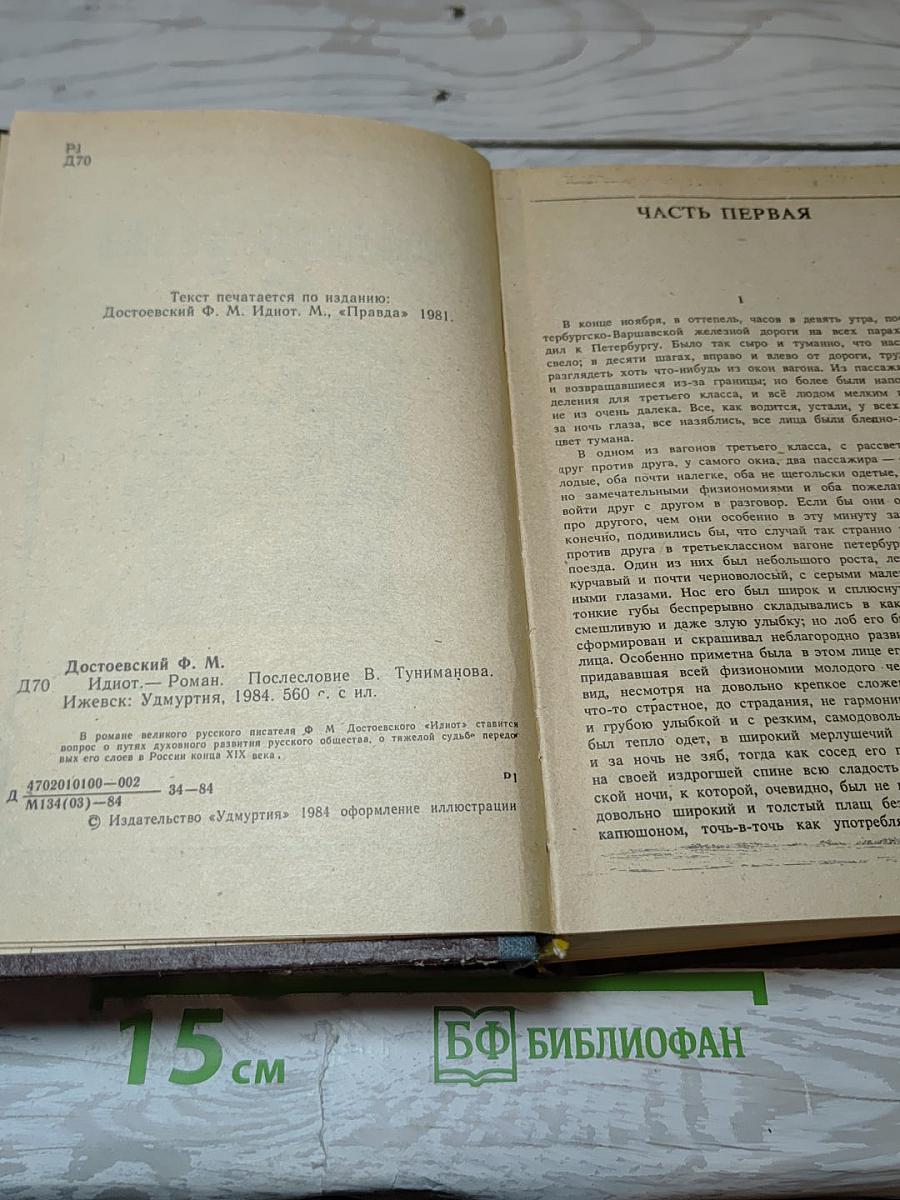 Р1
Д70
Текст печатается по изданию:
Достоевский Ф. М. Идиот. М., «Правда» 1981.
Достоевский Ф. М.
Д70 Идиот.— Роман. Послесловие В. Туниманова.
Ижевск: Удмуртия, 1984. 560 с. с ил.
В романе великого русского писателя Ф М Достоевского «Идиот» ставится
вопрос о путях духовного развития русского общества, о тяжелой судьбе передо
вых его слоев в России конца XIX века.
Д 4702010100—002 34—84
М134(03)—84
Р1
© Издательство «Удмуртия» 1984 оформление иллюстрации
ЧАСТЬ ПЕРВАЯ
I
В конце ноября, в оттепель, часов в девять утра, по
тербургско-Варшавской железной дороги на всех парах
дил к Петербургу. Было так сыро и туманно, что нас
свело; в десяти шагах, вправо и влево от дороги, тру
разглядеть хоть что-нибудь из окон вагона. Из пассажи
и возвращавшиеся из-за границы; но более были напо
деления для третьего класса, и всё людом мелким
не из очень далека. Все, как водится, устали, у всех
за ночь глаза, все назяблись, все лица были бледно-
цвет тумана.
В одном из вагонов третьего класса, с рассвет
друг против друга, у самого окна, два пассажира —
лодые, оба почти налегке, оба не щегольски одетые,
но замечательными физиономиями и оба пожела
войти друг с другом в разговор. Если бы они о
про другого, чем они особенно в эту минуту за
конечно, подивились бы, что случай так странно
против друга в третьеклассном вагоне петербур
поезда. Один из них был небольшого роста, ле
курчавый и почти черноволосый, с серыми мале
ными глазами. Нос его был широк и сплюсну
тонкие губы беспрерывно складывались в как
смешливую и даже злую улыбку; но лоб его б
сформирован и скрашивал неблагородно разви
лица. Особенно приметна была в этом лице ег
придававшая всей физиономии молодого че
вид, несмотря на довольно крепкое сложе
что-то страстное, до страдания, не гармони
и грубою улыбкой и с резким, самодоволь
был тепло одет, в широкий мерлушечий
и за ночь не зяб, тогда как сосед его п
на своей издрогшей спине всю сладость
ской ночи, к которой, очевидно, был не
довольно широкий и толстый плащ бе
капюшоном, точь-в-точь как употребля
15 см
БФ БИБЛИОФАН